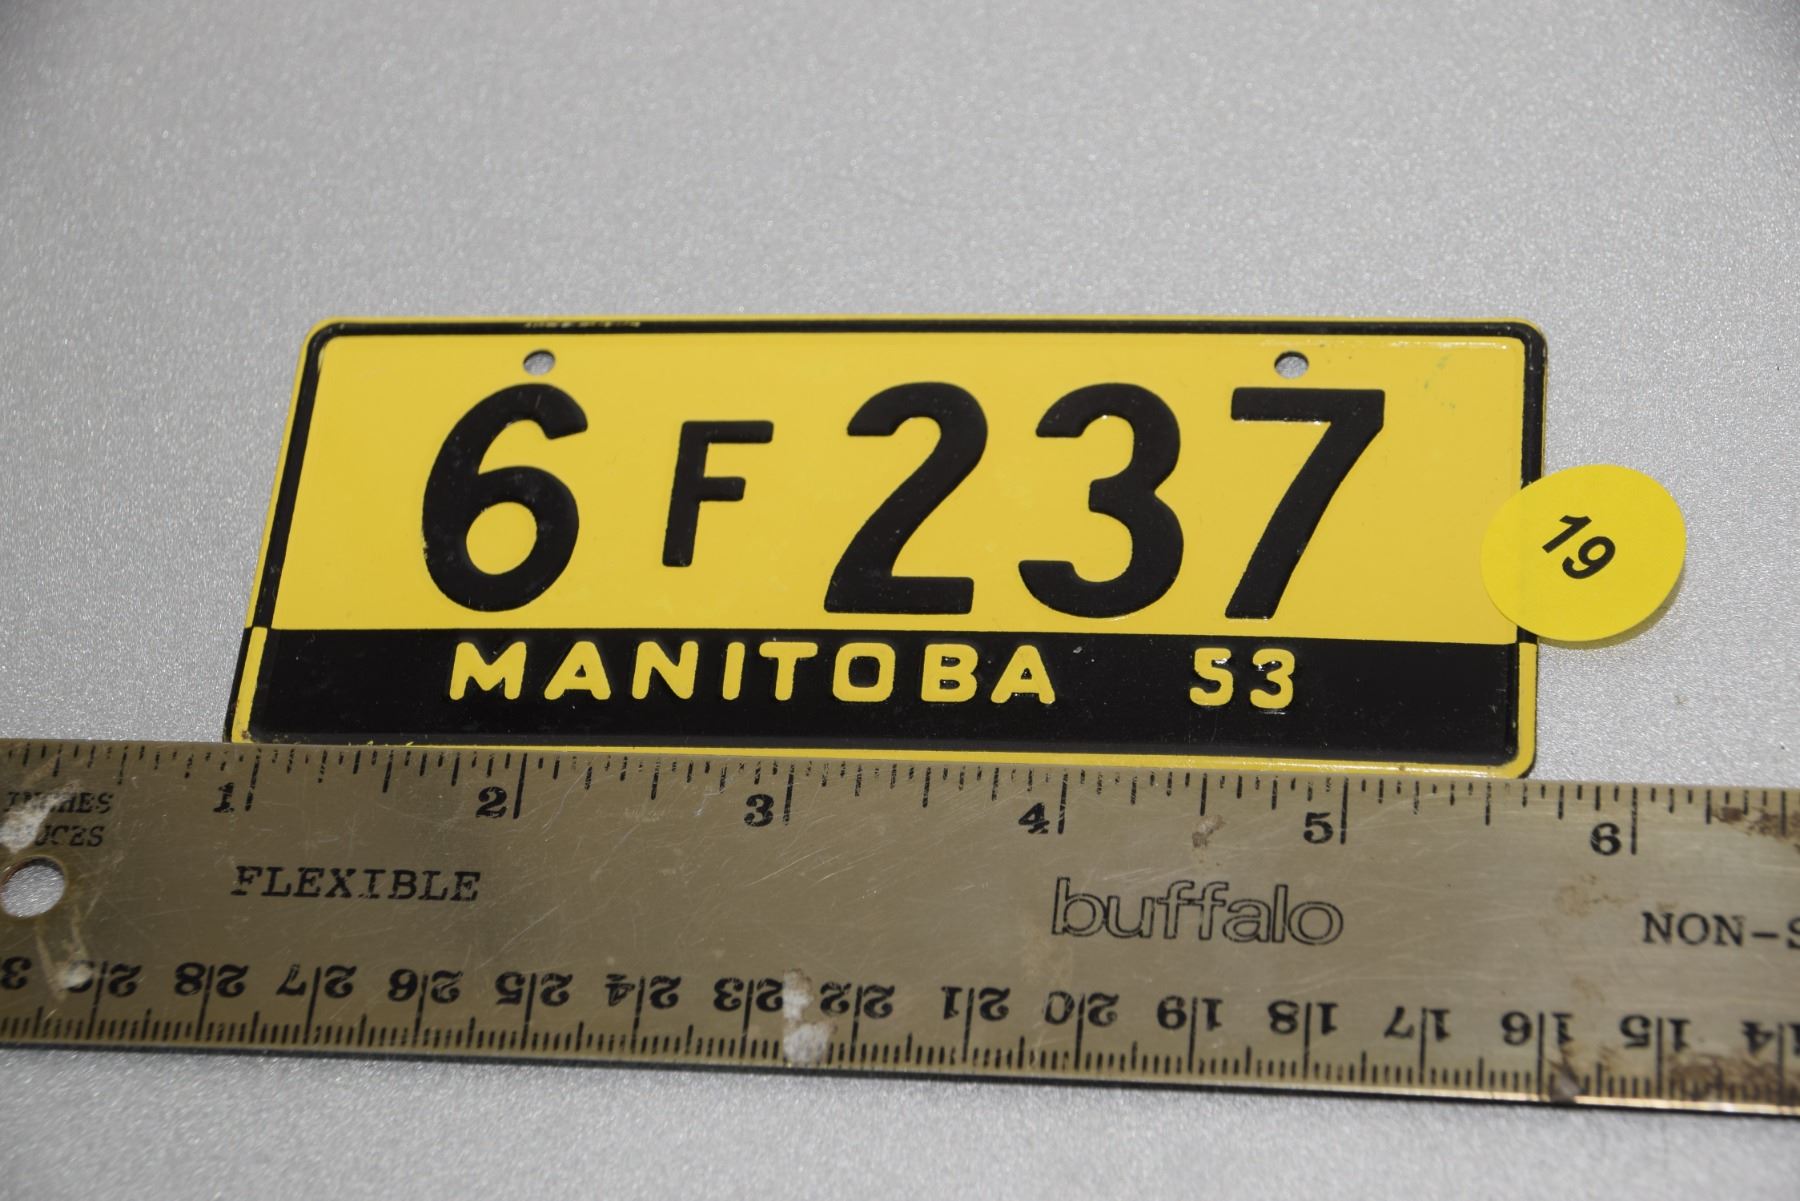 6 F 237
MANITOBA 53
19
1 2 3 4 5 6
INCHES
FLEXIBLE buffalo NON-S
28 27 26 25 24 23 22 21 20 19 18 17 16 15 14